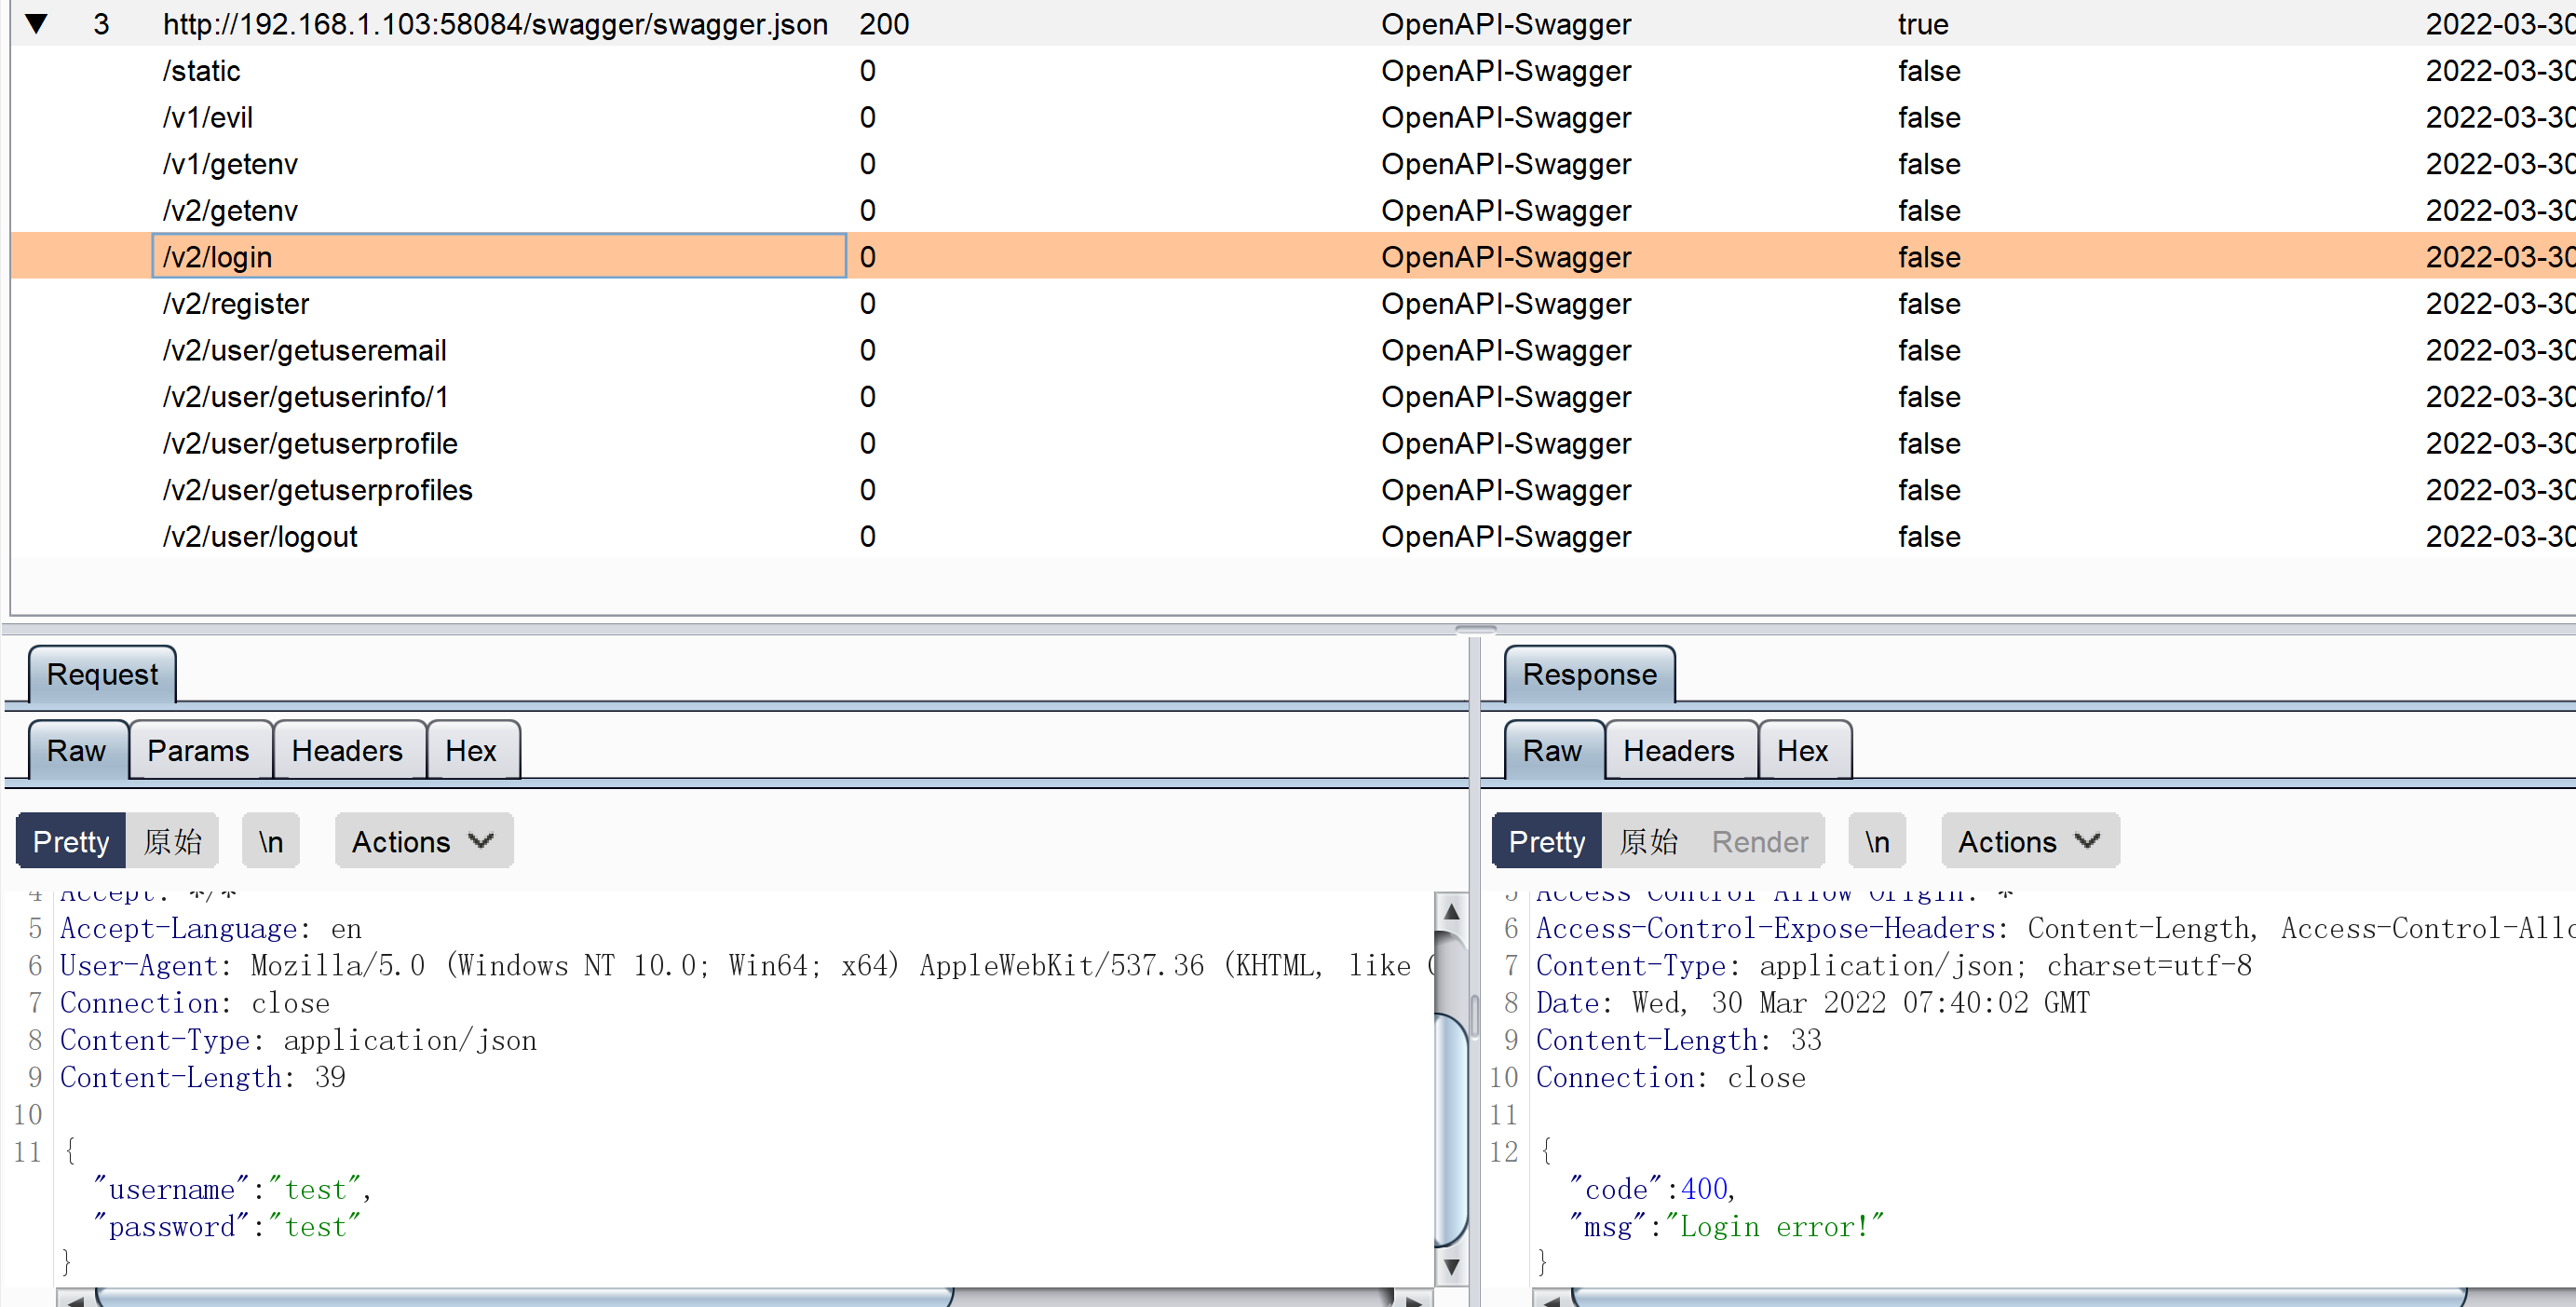 ▼ 3 http://192.168.1.103:58084/swagger/swagger.json 200 OpenAPI-Swagger true 2022-03-30
/static 0 OpenAPI-Swagger false 2022-03-30
/v1/evil 0 OpenAPI-Swagger false 2022-03-30
/v1/getenv 0 OpenAPI-Swagger false 2022-03-30
/v2/getenv 0 OpenAPI-Swagger false 2022-03-30
/v2/login 0 OpenAPI-Swagger false 2022-03-30
/v2/register 0 OpenAPI-Swagger false 2022-03-30
/v2/user/getuseremail 0 OpenAPI-Swagger false 2022-03-30
/v2/user/getuserinfo/1 0 OpenAPI-Swagger false 2022-03-30
/v2/user/getuserprofile 0 OpenAPI-Swagger false 2022-03-30
/v2/user/getuserprofiles 0 OpenAPI-Swagger false 2022-03-30
/v2/user/logout 0 OpenAPI-Swagger false 2022-03-30
Request
Raw Params Headers Hex
Pretty 原始 \n Actions
4 Accept: */*
5 Accept-Language: en
6 User-Agent: Mozilla/5.0 (Windows NT 10.0; Win64; x64) AppleWebKit/537.36 (KHTML, like
7 Connection: close
8 Content-Type: application/json
9 Content-Length: 39
10
11 {
"username":"test",
"password":"test"
}
Response
Raw Headers Hex
Pretty 原始 Render \n Actions
5 Access-Control-Allow-Origin: *
6 Access-Control-Expose-Headers: Content-Length, Access-Control-Allo
7 Content-Type: application/json; charset=utf-8
8 Date: Wed, 30 Mar 2022 07:40:02 GMT
9 Content-Length: 33
10 Connection: close
11
12 {
"code":400,
"msg":"Login error!"
}